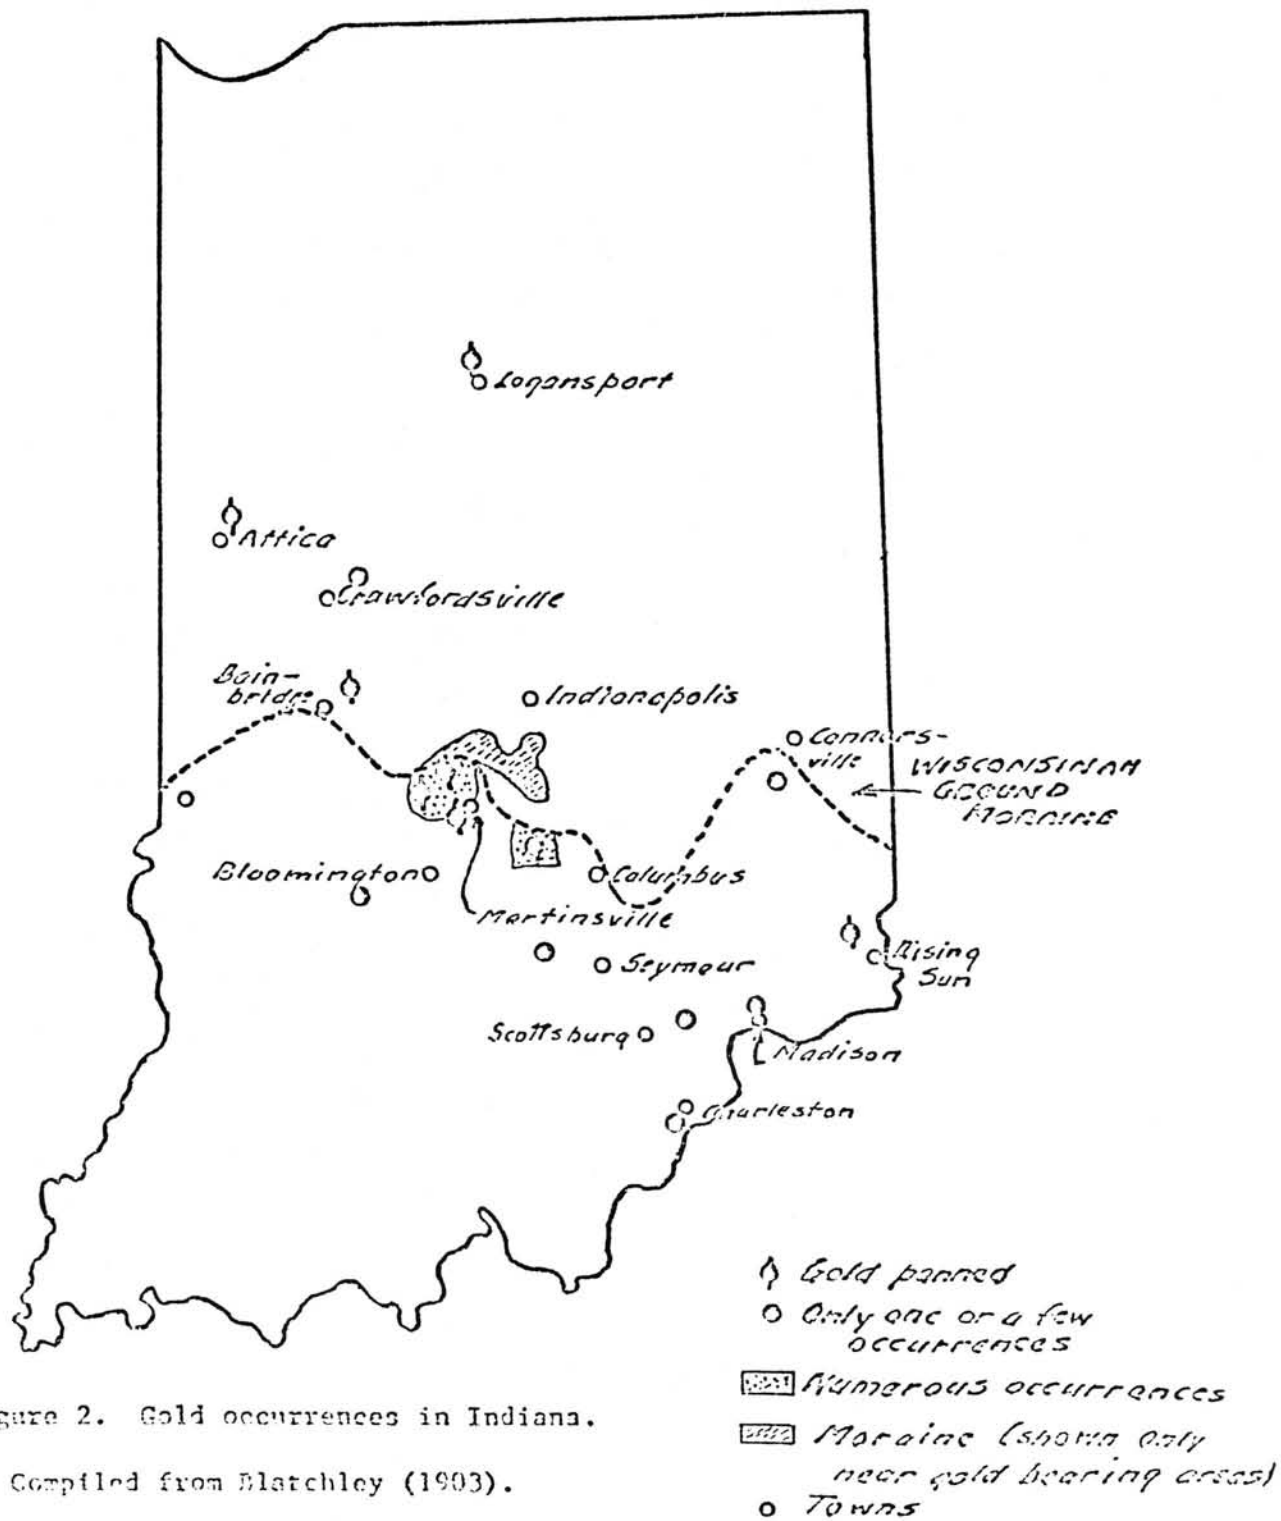 Logansport
Attica
Crawfordsville
Bain-
bridge
Indianapolis
Conners-
ville
WISCONSINAN
GROUND
MORAINE
Bloomington
Columbus
Martinsville
Rising
Sun
Seymour
Scottsburg
Madison
Charleston
Gold panned
Only one or a few
occurrences
Numerous occurrences
Moraine (shown only
near gold bearing areas)
Towns
gure 2. Gold occurrences in Indiana.
Compiled from Blatchley (1903).